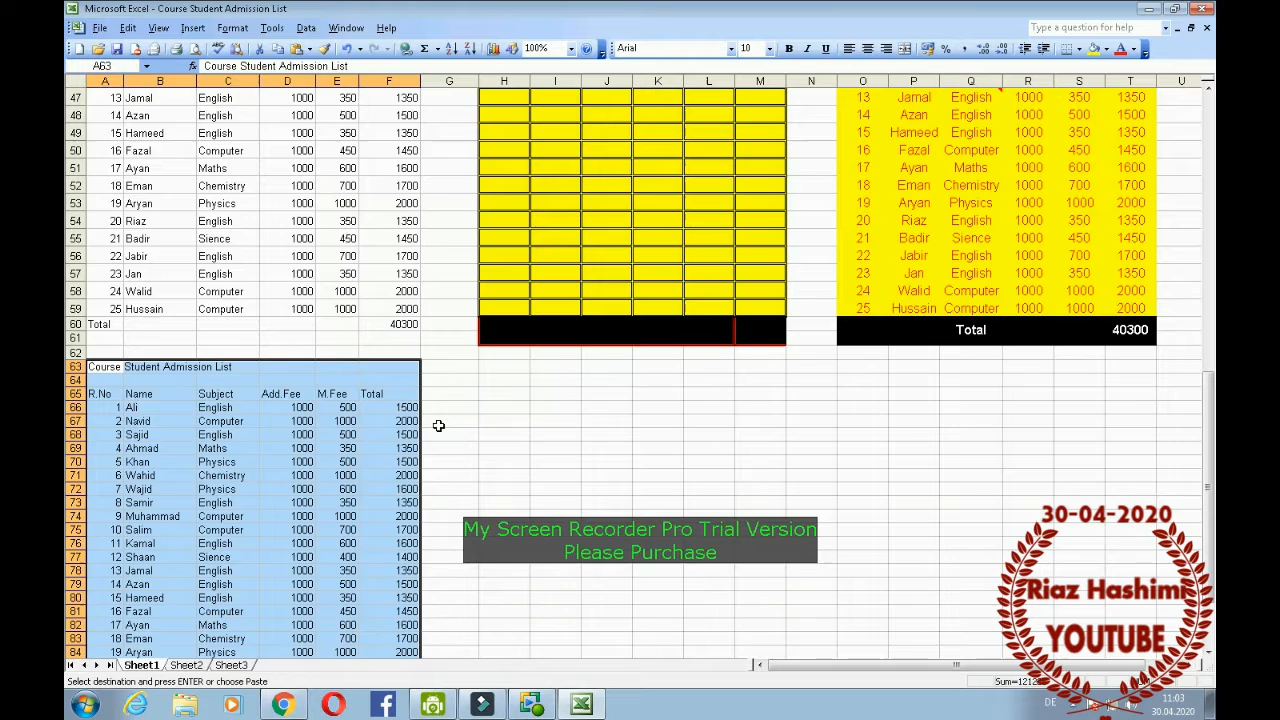 Microsoft Excel - Course Student Admission List
File Edit View Insert Format Tools Data Window Help
Type a question for help
100%
Arial
10
A63
fx Course Student Admission List
A B C D E F G H I J K L M N O P Q R S T U
47 13 Jamal English 1000 350 1350 13 Jamal English 1000 350 1350
48 14 Azan English 1000 500 1500 14 Azan English 1000 500 1500
49 15 Hameed English 1000 350 1350 15 Hameed English 1000 350 1350
50 16 Fazal Computer 1000 450 1450 16 Fazal Computer 1000 450 1450
51 17 Ayan Maths 1000 600 1600 17 Ayan Maths 1000 600 1600
52 18 Eman Chemistry 1000 700 1700 18 Eman Chemistry 1000 700 1700
53 19 Aryan Physics 1000 1000 2000 19 Aryan Physics 1000 1000 2000
54 20 Riaz English 1000 350 1350 20 Riaz English 1000 350 1350
55 21 Badir Sience 1000 450 1450 21 Badir Sience 1000 450 1450
56 22 Jabir Chemistry 1000 700 1700 22 Jabir English 1000 700 1700
57 23 Jan English 1000 350 1350 23 Jan English 1000 350 1350
58 24 Walid Computer 1000 1000 2000 24 Walid Computer 1000 1000 2000
59 25 Hussain Computer 1000 1000 2000 25 Hussain Computer 1000 1000 2000
60 Total 40300 Total 40300
61
62
63 Course Student Admission List
64
65 R.No Name Subject Add.Fee M.Fee Total
66 1 Ali English 1000 500 1500
67 2 Navid Computer 1000 1000 2000
68 3 Sajid English 1000 500 1500
69 4 Ahmad Maths 1000 350 1350
70 5 Khan Physics 1000 500 1500
71 6 Wahid Chemistry 1000 1000 2000
72 7 Wajid Physics 1000 600 1600
73 8 Samir English 1000 350 1350
74 9 Muhammad Computer 1000 1000 2000
75 10 Salim Computer 1000 700 1700
76 11 Kamal English 1000 600 1600
77 12 Shaan Sience 1000 400 1400
78 13 Jamal English 1000 350 1350
79 14 Azan English 1000 500 1500
80 15 Hameed English 1000 350 1350
81 16 Fazal Computer 1000 450 1450
82 17 Ayan Maths 1000 600 1600
83 18 Eman Chemistry 1000 700 1700
84 19 Aryan Physics 1000 1000 2000
My Screen Recorder Pro Trial Version
Please Purchase
30-04-2020
Riaz Hashimi
YOUTUBE
Sheet1 Sheet2 Sheet3
Select destination and press ENTER or choose Paste
DE
11:03
30.04.2020